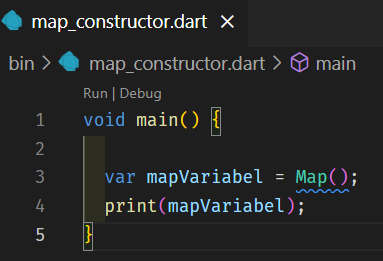 map_constructor.dart ×
bin > map_constructor.dart > main
Run | Debug
1 void main() {
2
3 var mapVariabel = Map();
4 print(mapVariabel);
5 }